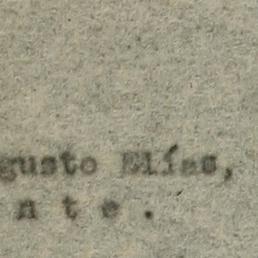 gusto Elías,
n t e .